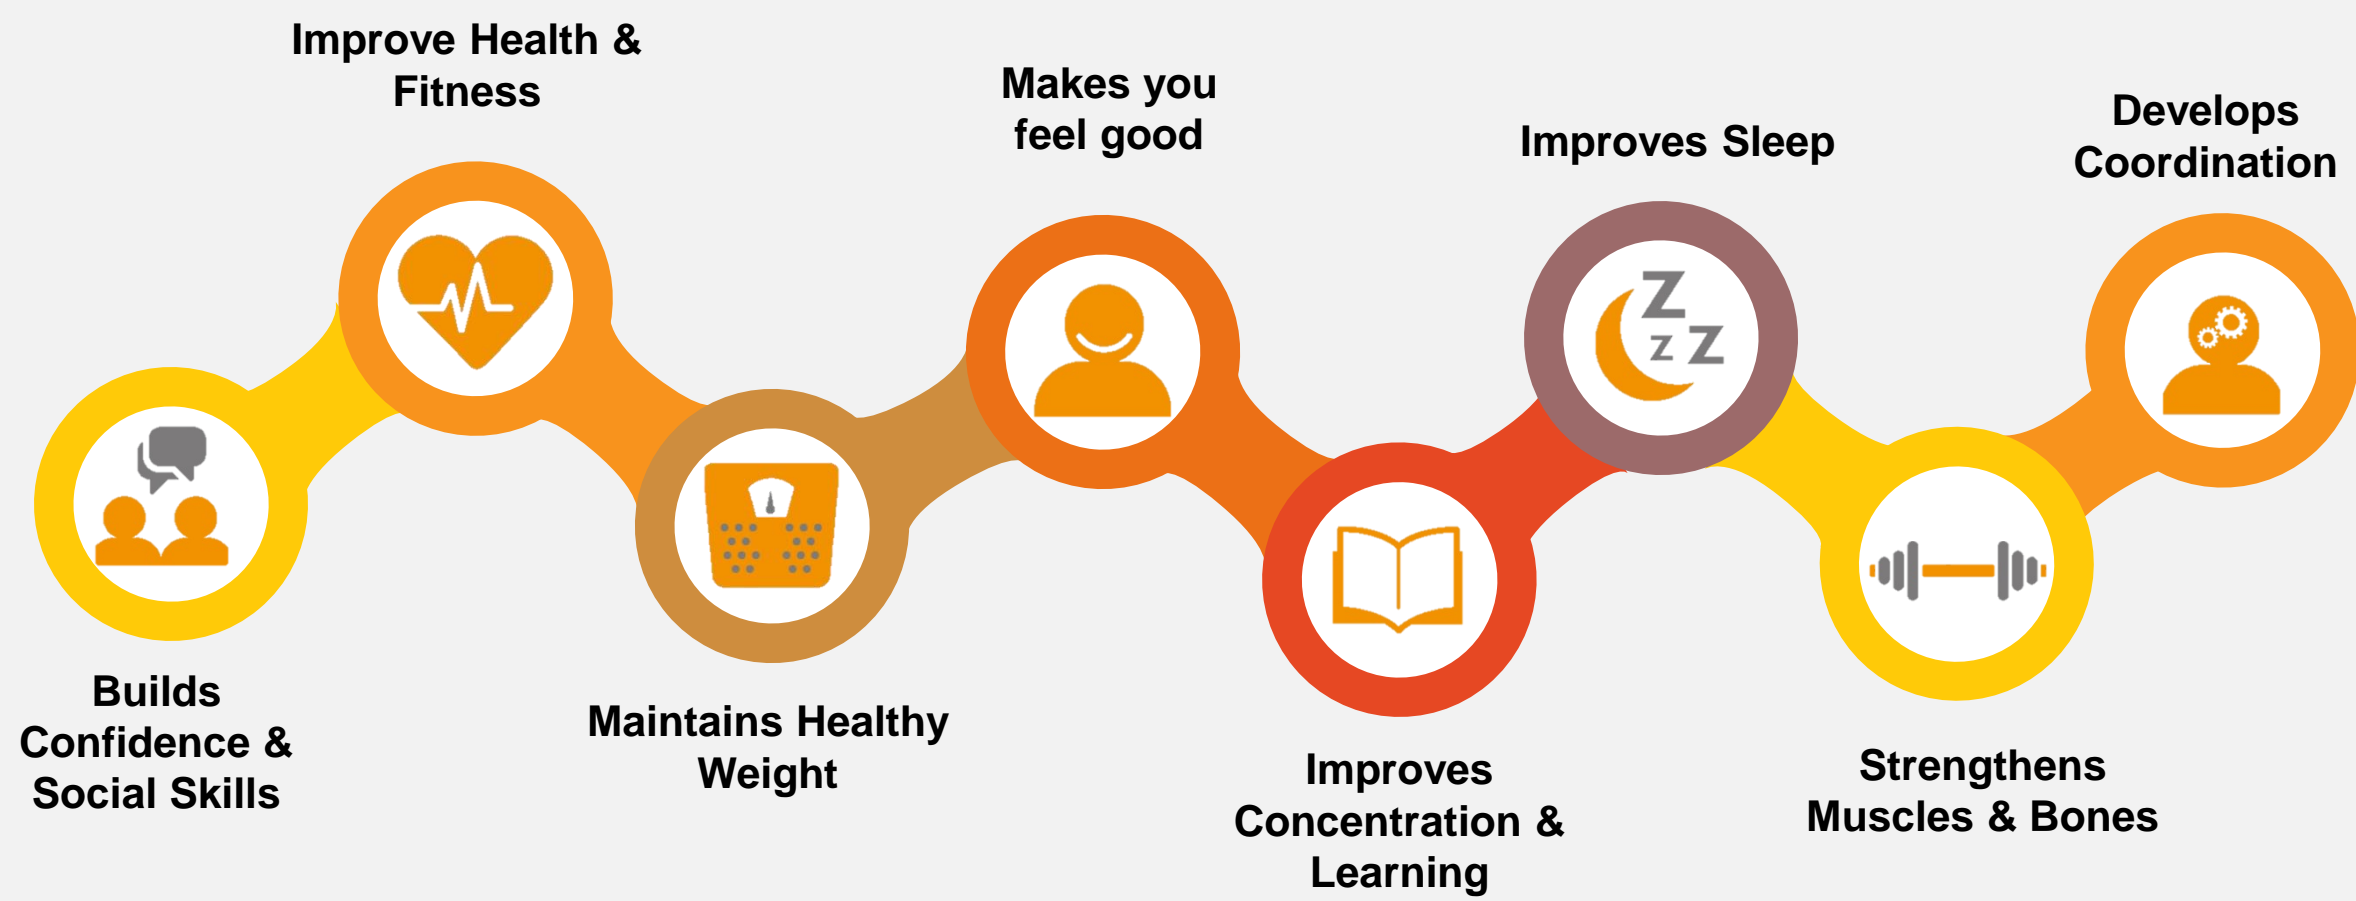 Improve Health &
Fitness
Makes you
feel good
Improves Sleep
Develops
Coordination
Z
z Z
Builds
Confidence &
Social Skills
Maintains Healthy
Weight
Improves
Concentration &
Learning
Strengthens
Muscles & Bones